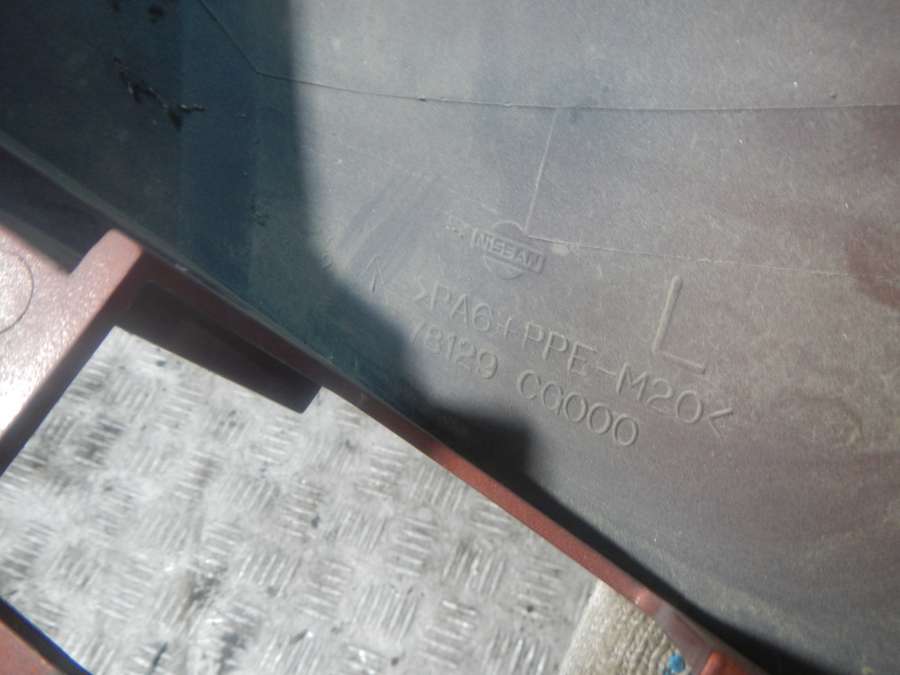 NISSAN
L
>PA6+PPE-M20<
78129 CG000